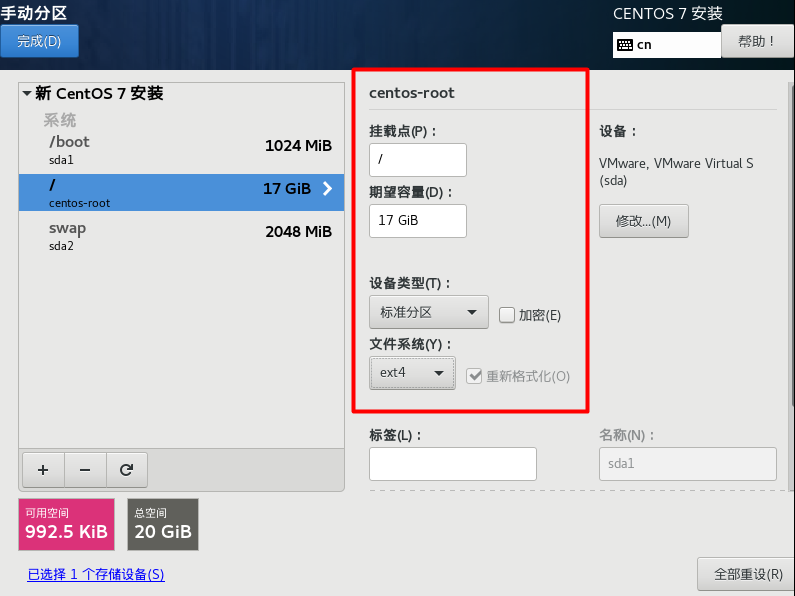 手动分区
CENTOS 7 安装
完成(D)
cn
帮助！
新 CentOS 7 安装
系统
/boot
1024 MiB
sda1
/
17 GiB
centos-root
swap
2048 MiB
sda2
centos-root
挂载点(P)：
/
期望容量(D)：
17 GiB
设备类型(T)：
标准分区
加密(E)
文件系统(Y)：
ext4
重新格式化(O)
设备：
VMware, VMware Virtual S
(sda)
修改...(M)
标签(L)：
名称(N)：
sda1
+
−
可用空间
992.5 KiB
总空间
20 GiB
已选择 1 个存储设备(S)
全部重设(R)